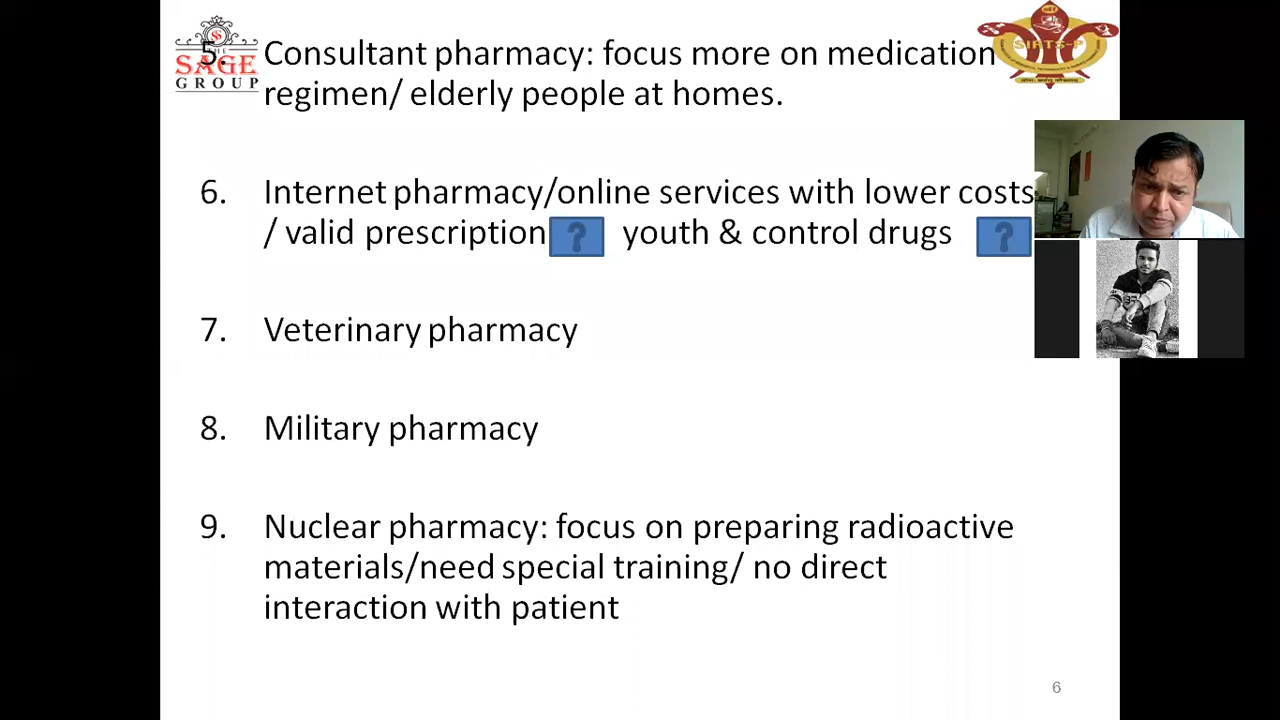 5. Consultant pharmacy: focus more on medication
regimen/ elderly people at homes.
THE
SAGE
GROUP
SIRTS-P
6. Internet pharmacy/online services with lower costs
/ valid prescription ? youth & control drugs ?
7. Veterinary pharmacy
8. Military pharmacy
9. Nuclear pharmacy: focus on preparing radioactive
materials/need special training/ no direct
interaction with patient
6